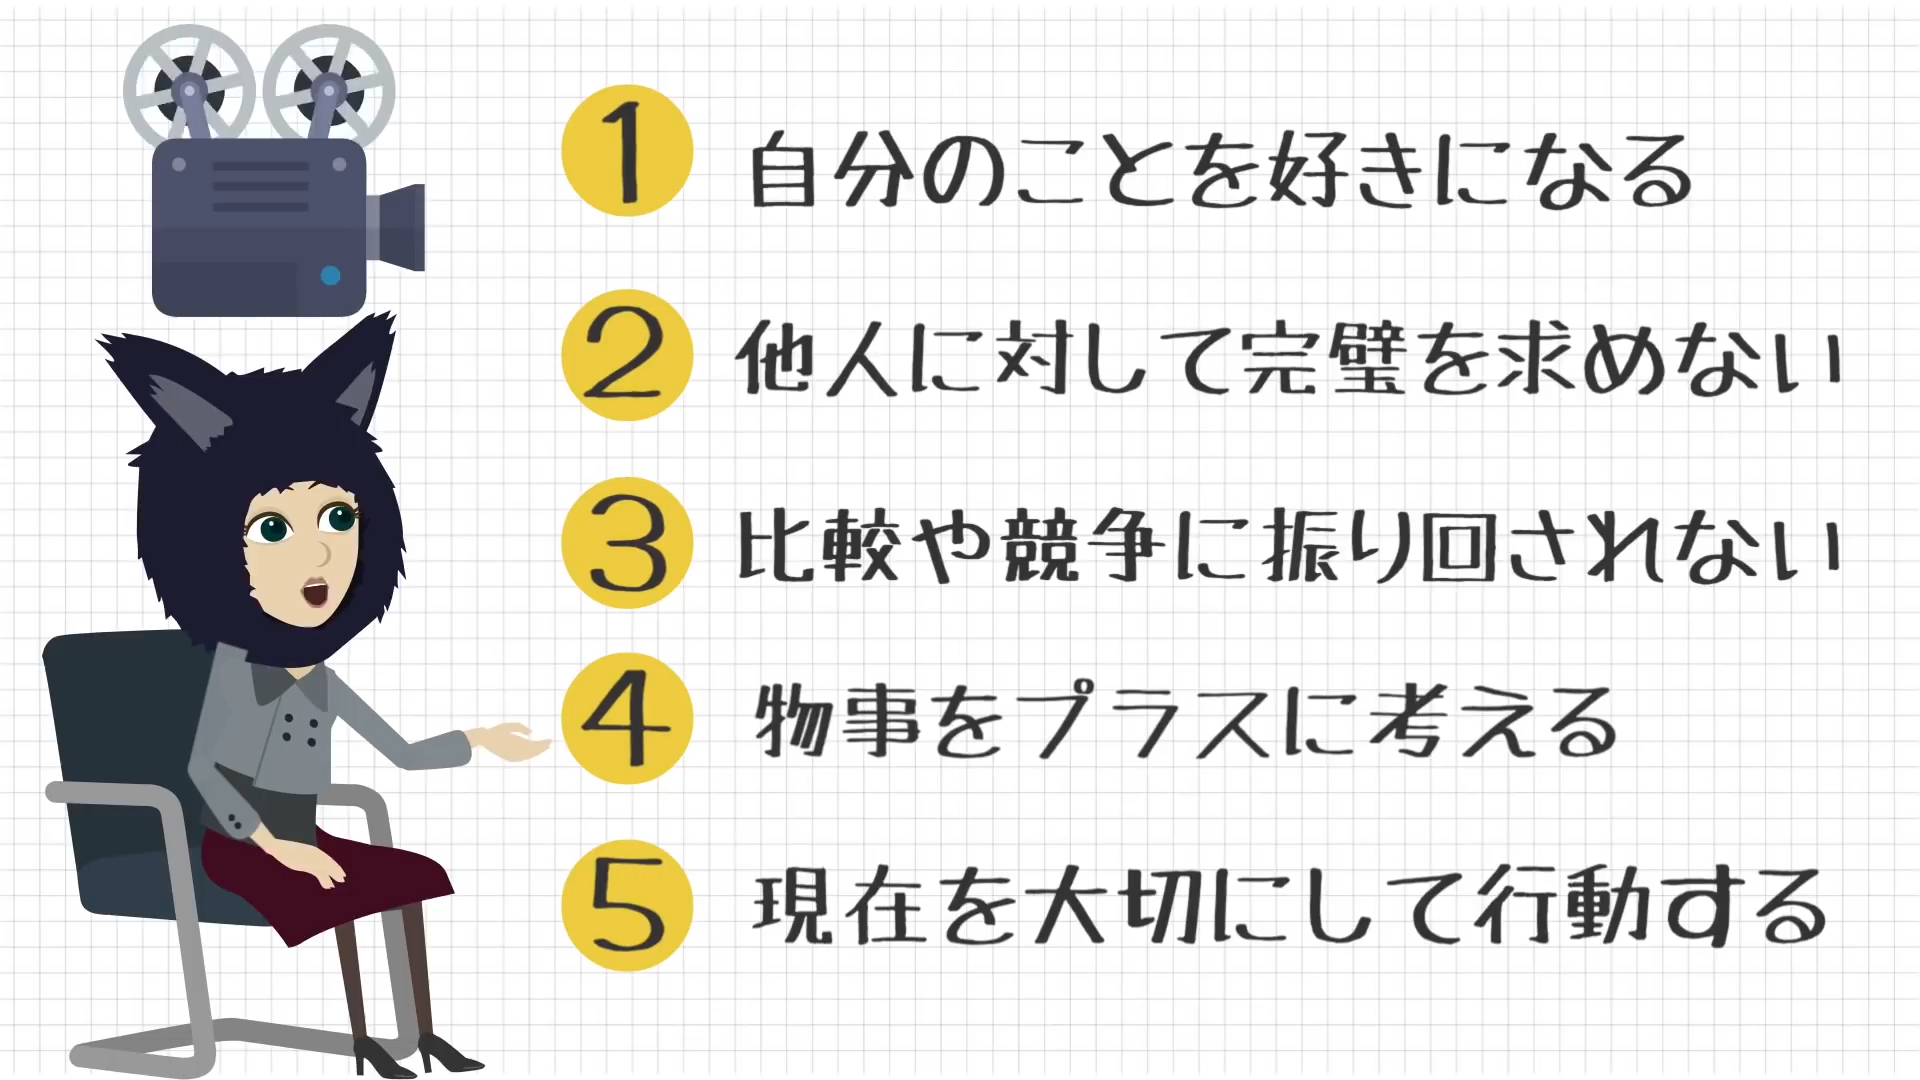 1 自分のことを好きになる
2 他人に対して完璧を求めない
3 比較や競争に振り回されない
4 物事をプラスに考える
5 現在を大切にして行動する